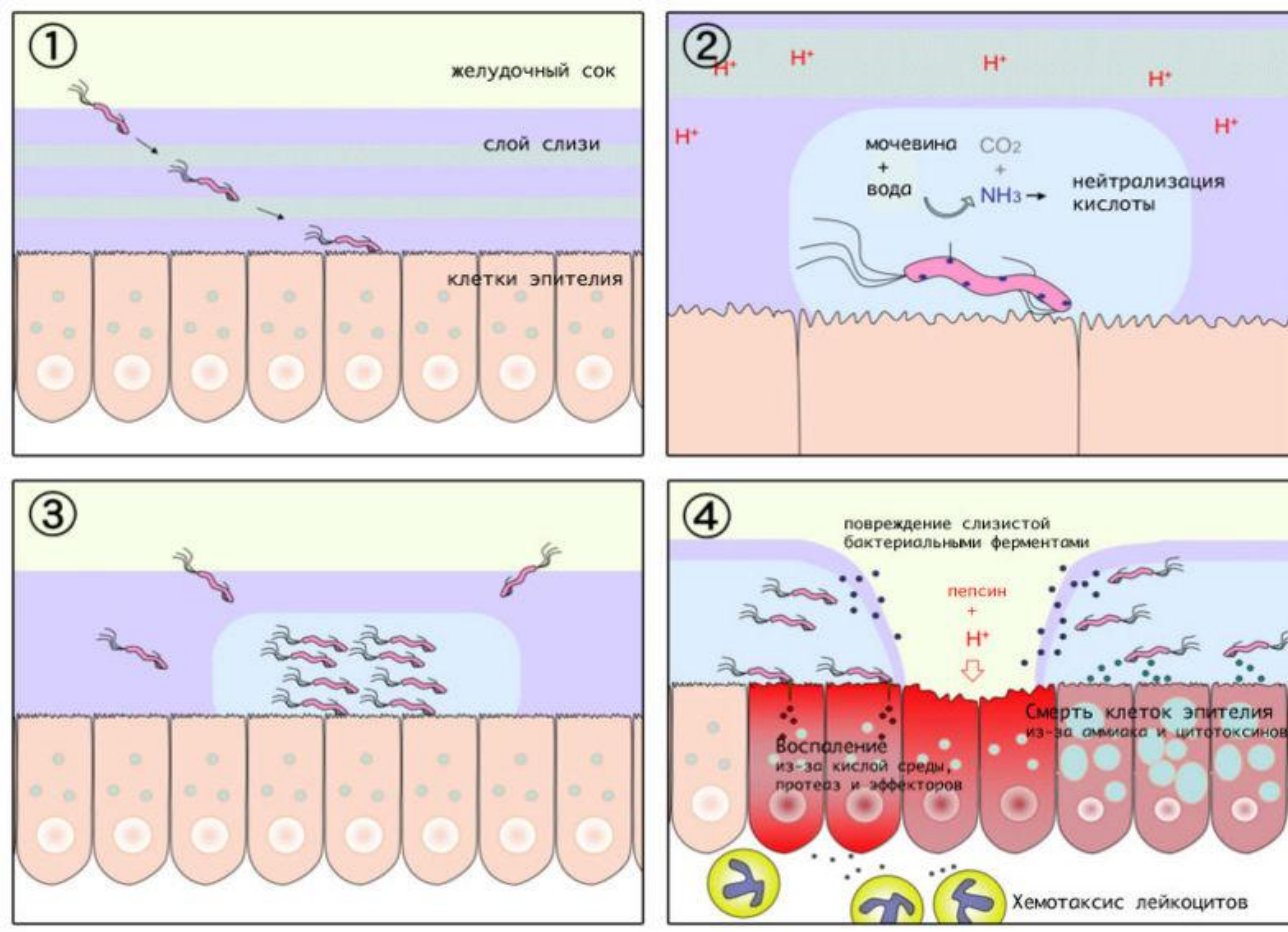 ①
желудочный сок
слой слизи
клетки эпителия
②
H⁺
H⁺
H⁺
H⁺
H⁺
H⁺
мочевина
+
вода
CO₂
+
NH₃
нейтрализация
кислоты
③
④
повреждение слизистой
бактериальными ферментами
пепсин
+
H⁺
Воспаление
из-за кислой среды,
протеаз и эффекторов
Смерть клеток эпителия
из-за аммиака и цитотоксинов
Хемотаксис лейкоцитов